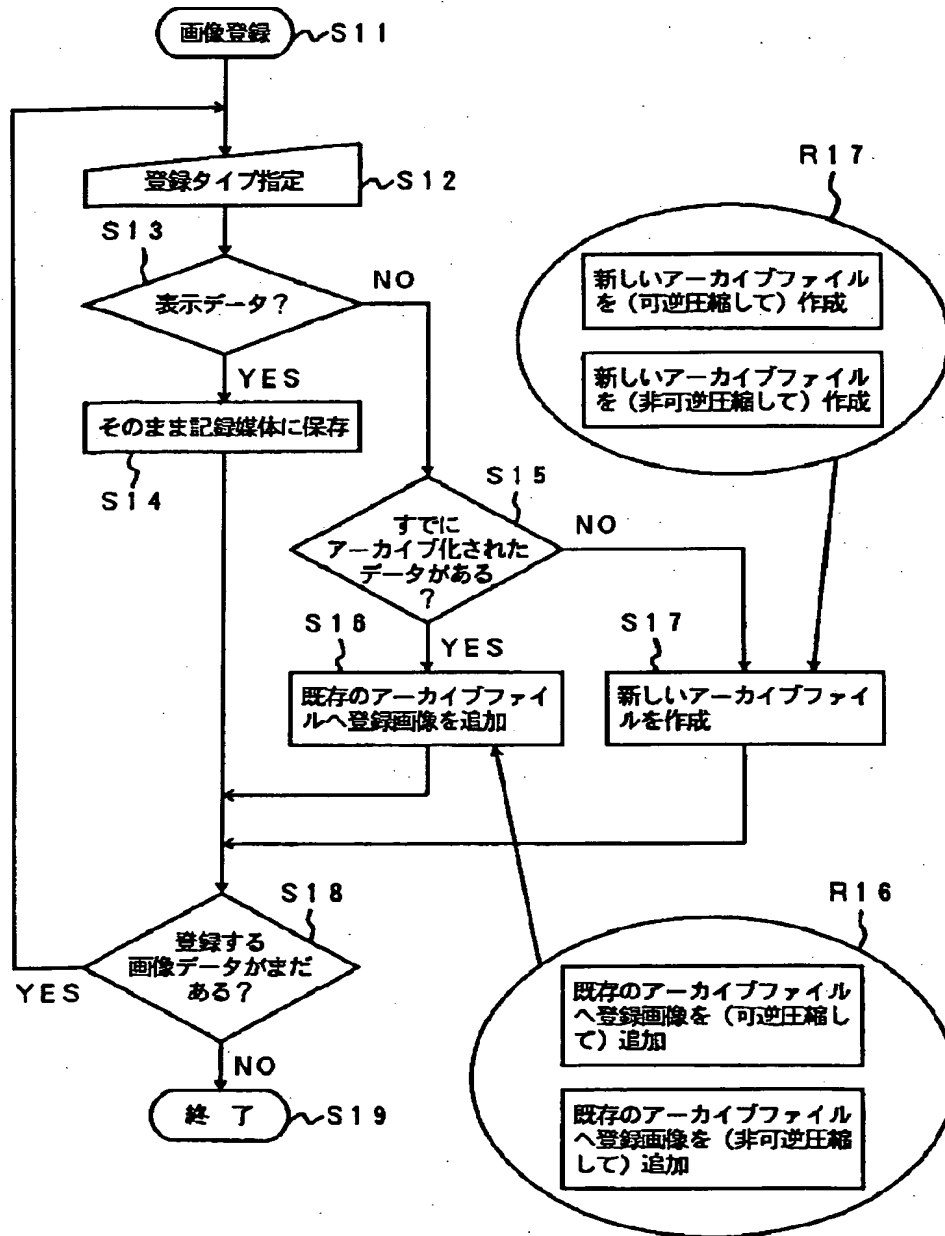 画像登録
S11
登録タイプ指定
S12
S13
表示データ?
NO
YES
そのまま記録媒体に保存
S14
S15
すでに
アーカイブ化された
データがある
?
NO
YES
S16
既存のアーカイブファイ
ルへ登録画像を追加
S17
新しいアーカイブファイ
ルを作成
R17
新しいアーカイブファイル
を(可逆圧縮して)作成
新しいアーカイブファイル
を(非可逆圧縮して)作成
S18
登録する
画像データがまだ
ある?
YES
NO
終 了
S19
R16
既存のアーカイブファイル
へ登録画像を(可逆圧縮し
て)追加
既存のアーカイブファイル
へ登録画像を(非可逆圧縮
して)追加